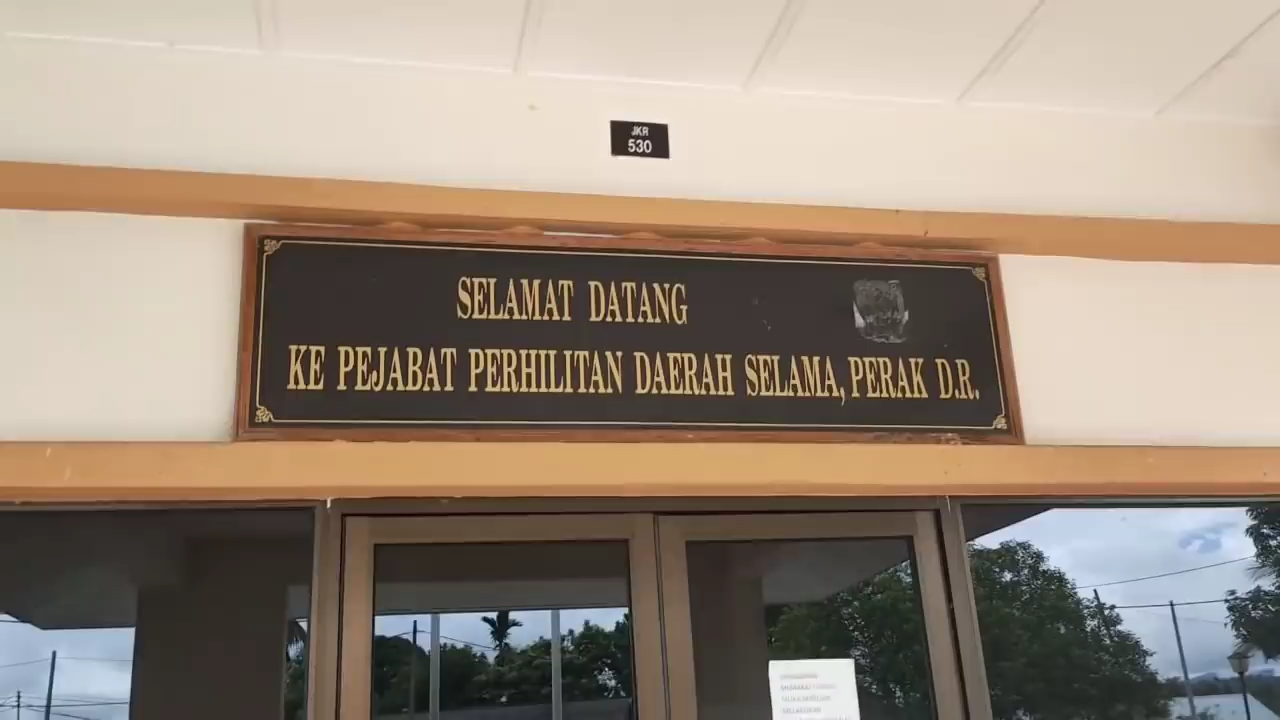 JKR
530
SELAMAT DATANG
KE PEJABAT PERHILITAN DAERAH SELAMA, PERAK D.R.